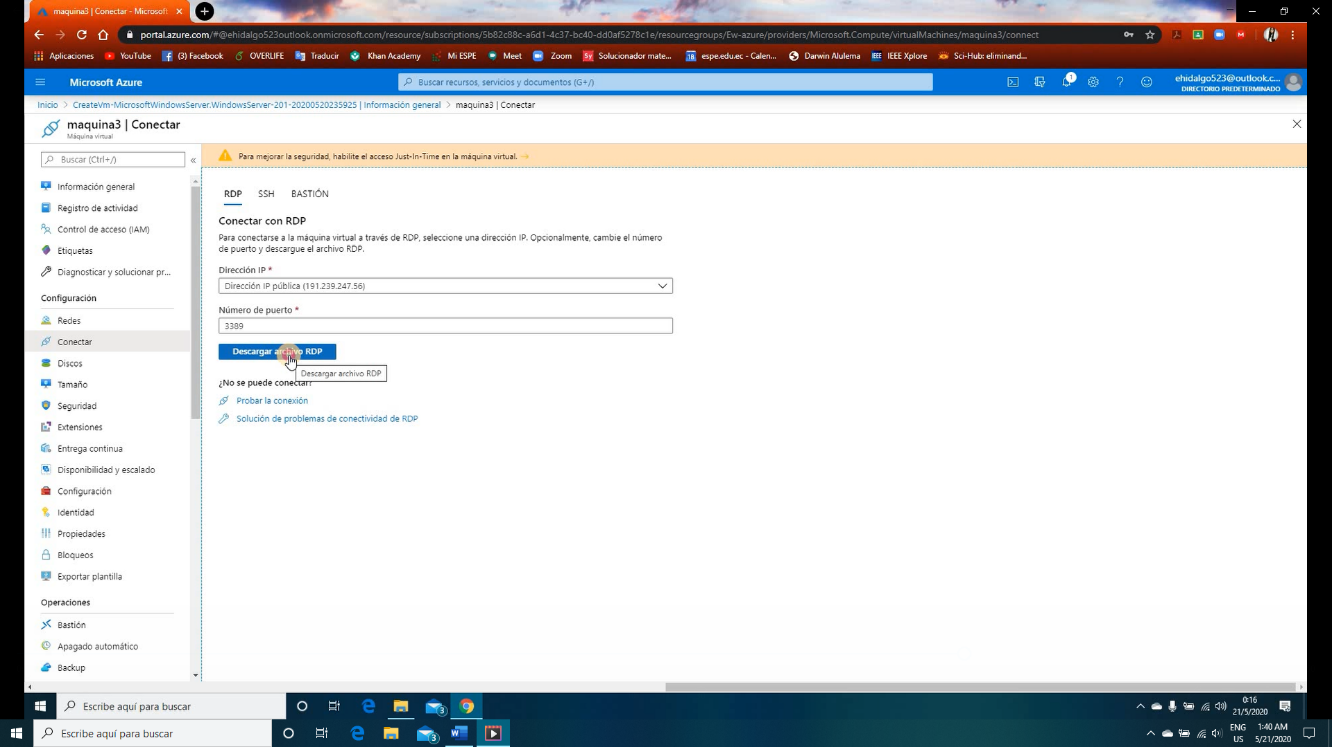 maquina3 | Conectar - Microsoft
portal.azure.com/#@ehidalgo523outlook.onmicrosoft.com/resource/subscriptions/5b82c88c-a6d1-4c37-bc40-dd0af5278c1e/resourcegroups/Ew-azure/providers/Microsoft.Compute/virtualMachines/maquina3/connect
Aplicaciones YouTube (3) Facebook OVERLIFE Traducir Khan Academy Mi ESPE Meet Zoom Solucionador mate... espe.edu.ec - Calen... Darwin Alulema IEEE Xplore Sci-Hub: eliminand...
Microsoft Azure
Buscar recursos, servicios y documentos (G+/)
1
ehidalgo523@outlook.c...
DIRECTORIO PREDETERMINADO
Inicio > CreateVm-MicrosoftWindowsServer.WindowsServer-201-20200520235925 | Información general > maquina3 | Conectar
maquina3 | Conectar
Máquina virtual
Buscar (Ctrl+/)
«
Información general
Registro de actividad
Control de acceso (IAM)
Etiquetas
Diagnosticar y solucionar pr...
Configuración
Redes
Conectar
Discos
Tamaño
Seguridad
Extensiones
Entrega continua
Disponibilidad y escalado
Configuración
Identidad
Propiedades
Bloqueos
Exportar plantilla
Operaciones
Bastión
Apagado automático
Backup
Para mejorar la seguridad, habilite el acceso Just-In-Time en la máquina virtual. →
RDP SSH BASTIÓN
Conectar con RDP
Para conectarse a la máquina virtual a través de RDP, seleccione una dirección IP. Opcionalmente, cambie el número
de puerto y descargue el archivo RDP.
Dirección IP *
Dirección IP pública (191.239.247.56)
Número de puerto *
3389
Descargar archivo RDP
Descargar archivo RDP
¿No se puede conectar?
Probar la conexión
Solución de problemas de conectividad de RDP
Escribe aquí para buscar
3
0:16
21/5/2020
Escribe aquí para buscar
3
ENG
US
1:40 AM
5/21/2020